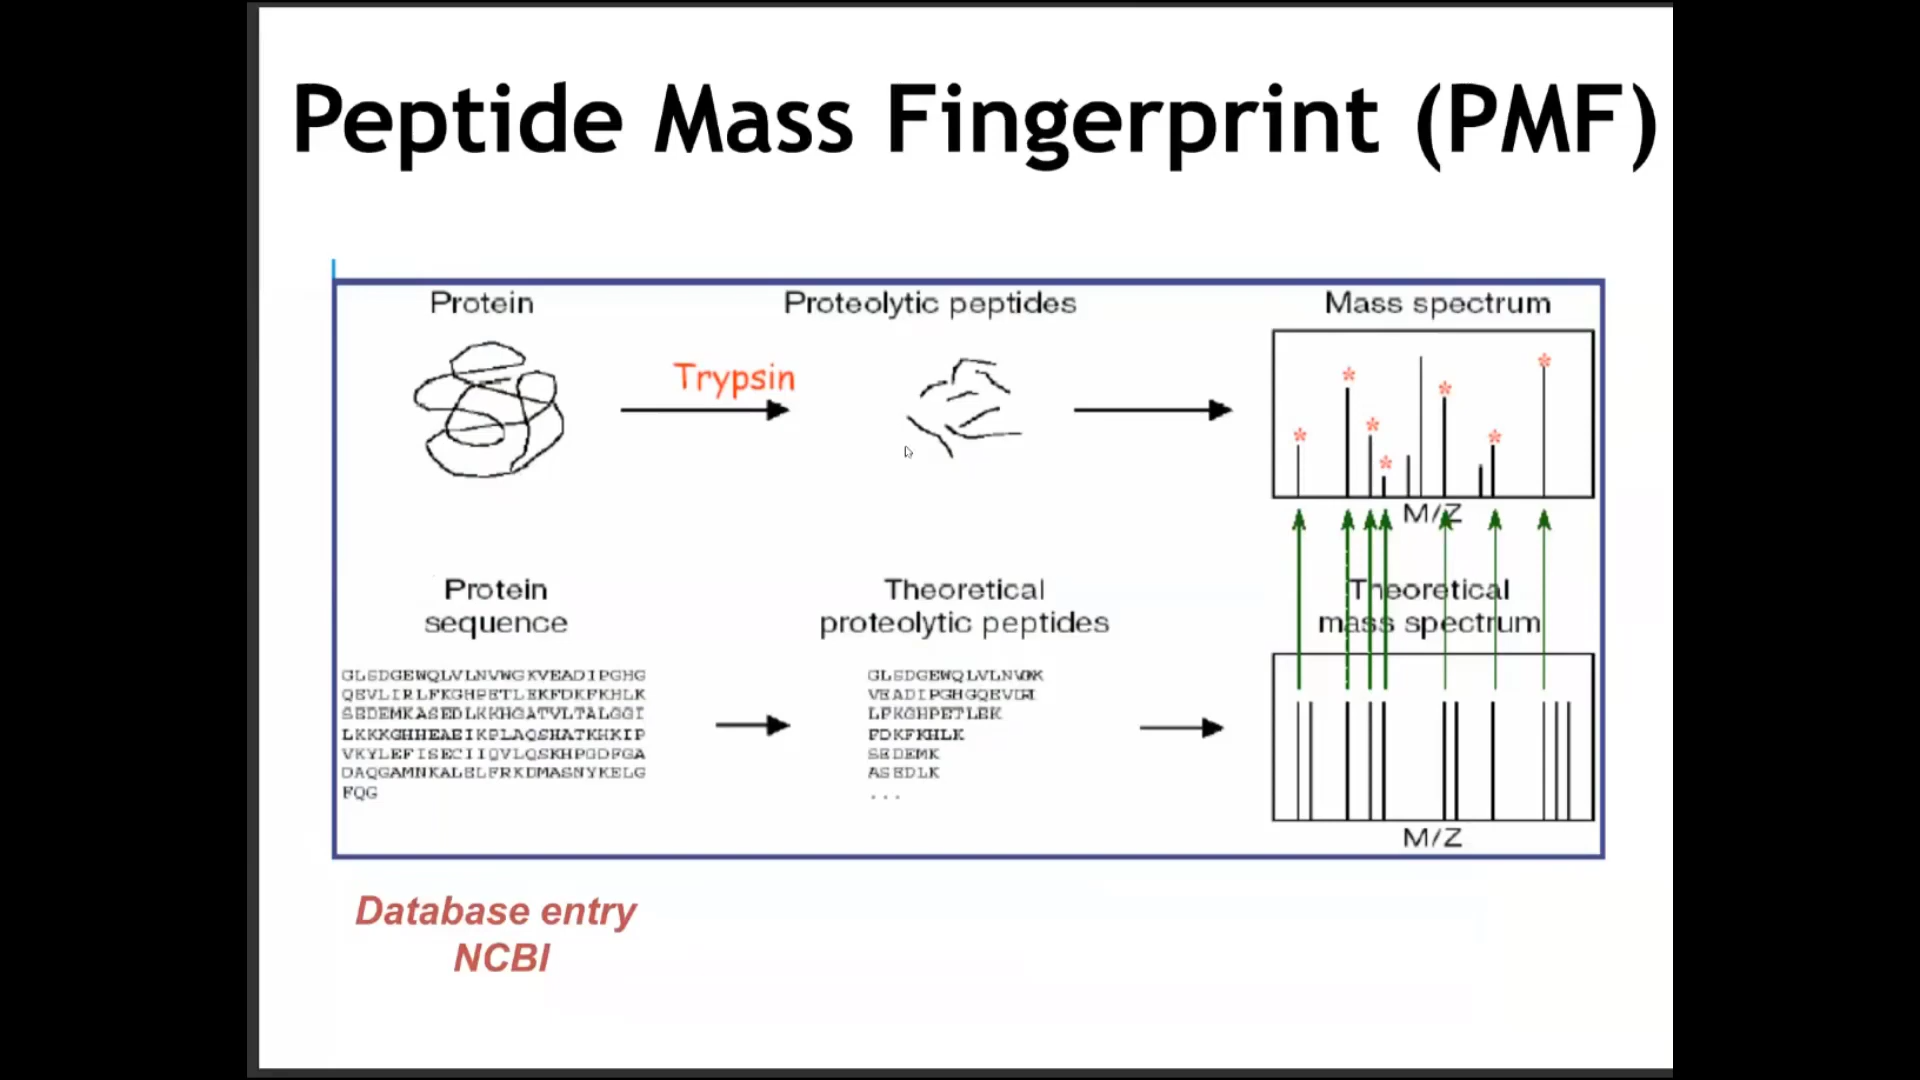 Peptide Mass Fingerprint (PMF)
Protein
Proteolytic peptides
Mass spectrum
Trypsin
* * * * * * *
M/Z
Protein
sequence
Theoretical
proteolytic peptides
Theoretical
mass spectrum
GLSDGEWQLVLNVWGKVEADIPGHG
QEVLIRLFKGHPETLEKFDKFKHLK
SEDEMKASEDLKKHGATVLTALGGI
LKKKGHHEAEIKPLAQSHATKHKIP
VKYLEFISECIIQVLQSKHPGDFGA
DAQGAMNKALELFRKDMASNYKELG
FQG
VEADIPGHGQEV
LFKGHPETLEK
FDKFKHLK
SEDEMK
ASEDLK
...
M/Z
Database entry
NCBI